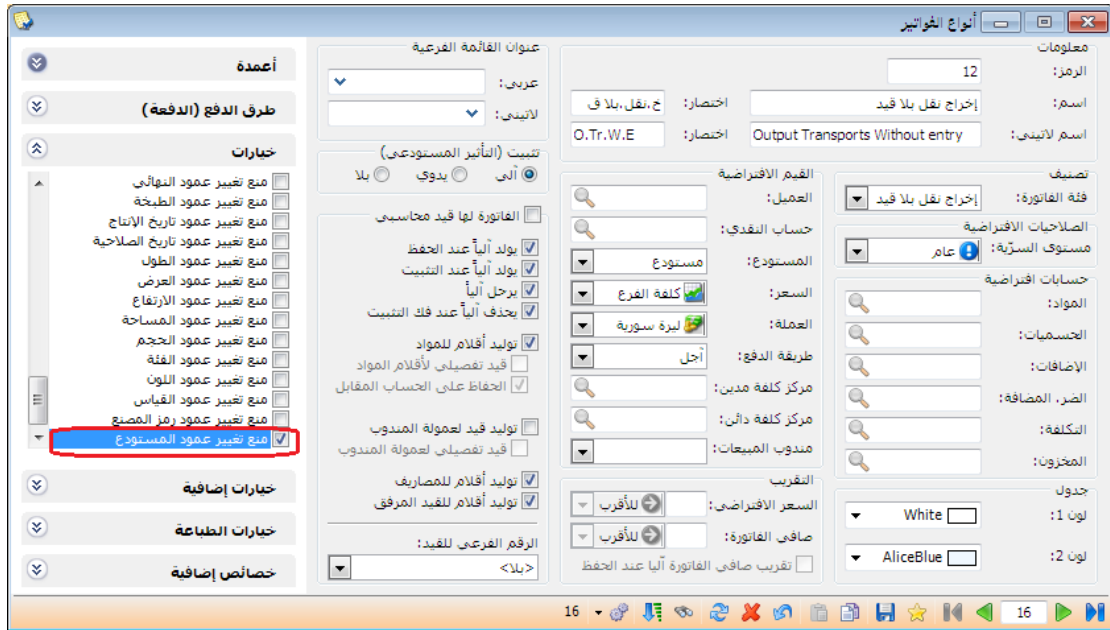 أنواع الفواتير
معلومات
الرمز: 12
اسم: إخراج نقل بلا قيد اختصار: خ.نقل.بلا ق
اسم لاتيني: Output Transports Without entry اختصار: O.Tr.W.E
تصنيف
فئة الفاتورة: إخراج نقل بلا قيد
الصلاحيات الافتراضية
مستوى السرّية: عام
حسابات افتراضية
المواد:
الحسميات:
الإضافات:
الضر. المضافة:
التكلفة:
المخزون:
جدول
لون 1: White
لون 2: AliceBlue
القيم الافتراضية
العميل:
حساب النقدي:
المستودع: مستودع
السعر: كلفة الفرع
العملة: ليرة سورية
طريقة الدفع: آجل
مركز كلفة مدين:
مركز كلفة دائن:
مندوب المبيعات:
التقريب
السعر الافتراضي: للأقرب
صافي الفاتورة: للأقرب
تقريب صافي الفاتورة آليا عند الحفظ
عنوان القائمة الفرعية
عربي:
لاتيني:
تثبيت (التأثير المستودعي)
آلي يدوي بلا
الفاتورة لها قيد محاسبي
يولد آلياً عند الحفظ
يولد آلياً عند التثبيت
يرحل آلياً
يحذف آلياً عند فك التثبيت
توليد أقلام للمواد
قيد تفصيلي لأقلام المواد
الحفاظ على الحساب المقابل
توليد قيد لعمولة المندوب
قيد تفصيلي لعمولة المندوب
توليد أقلام للمصاريف
توليد أقلام للقيد المرفق
الرقم الفرعي للقيد:
<بلا>
أعمدة
طرق الدفع (الدفعة)
خيارات
منع تغيير عمود النهائي
منع تغيير عمود الطبخة
منع تغيير عمود تاريخ الإنتاج
منع تغيير عمود تاريخ الصلاحية
منع تغيير عمود الطول
منع تغيير عمود العرض
منع تغيير عمود الارتفاع
منع تغيير عمود المساحة
منع تغيير عمود الحجم
منع تغيير عمود الفئة
منع تغيير عمود اللون
منع تغيير عمود القياس
منع تغيير عمود رمز المصنع
منع تغيير عمود المستودع
خيارات إضافية
خيارات الطباعة
خصائص إضافية
16 16